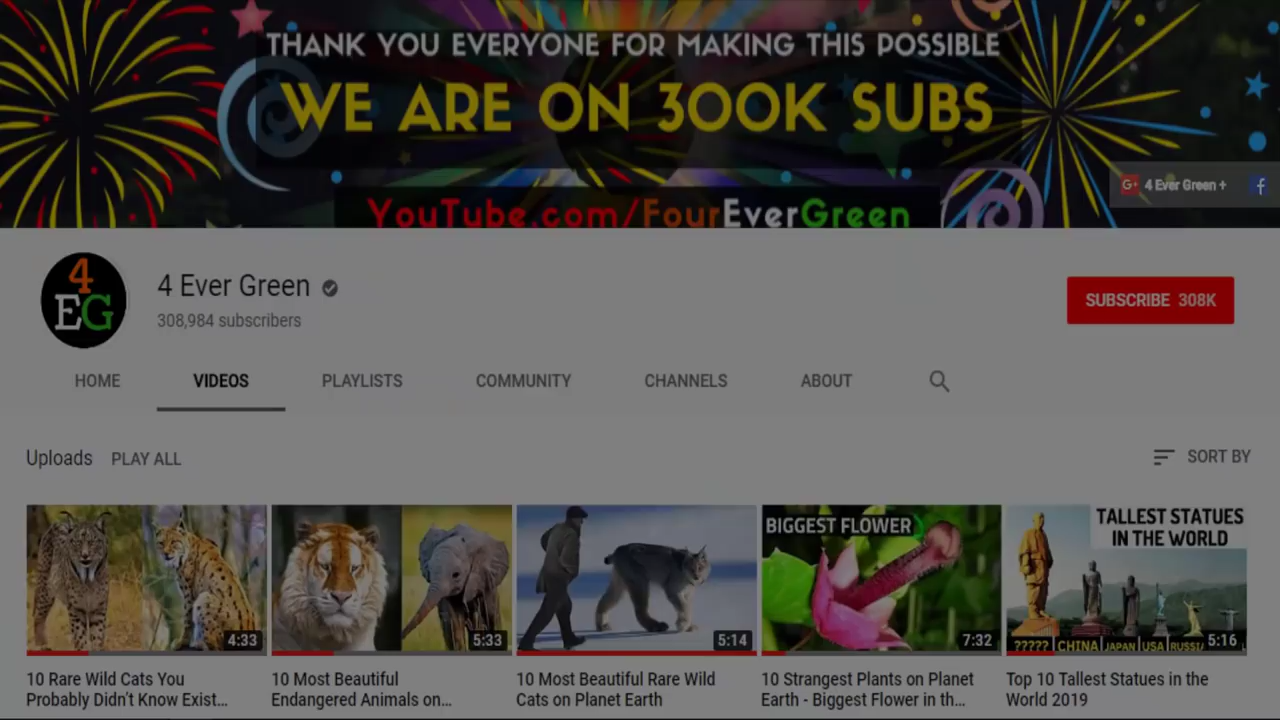 THANK YOU EVERYONE FOR MAKING THIS POSSIBLE
WE ARE ON 300K SUBS
YouTube.com/FourEverGreen
G+ 4 Ever Green + f
4
EG
4 Ever Green
308,984 subscribers
SUBSCRIBE 308K
HOME VIDEOS PLAYLISTS COMMUNITY CHANNELS ABOUT
Uploads PLAY ALL
SORT BY
4:33
5:33
5:14
BIGGEST FLOWER
7:32
TALLEST STATUES
IN THE WORLD
????? CHINA JAPAN USA RUSSI
5:16
10 Rare Wild Cats You
Probably Didn't Know Exist...
10 Most Beautiful
Endangered Animals on...
10 Most Beautiful Rare Wild
Cats on Planet Earth
10 Strangest Plants on Planet
Earth - Biggest Flower in th...
Top 10 Tallest Statues in the
World 2019